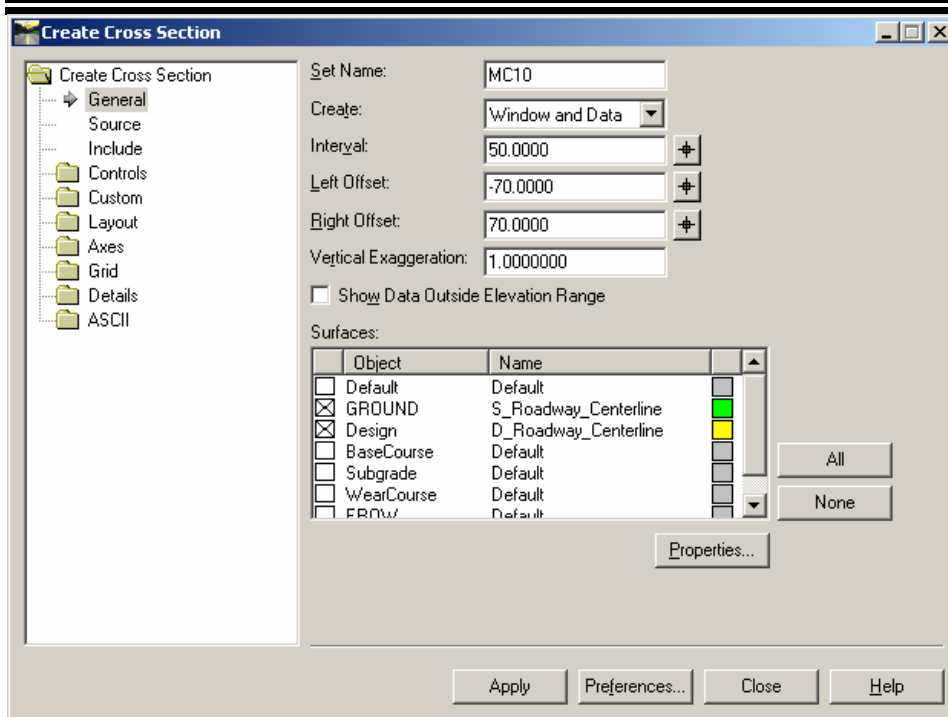 Create Cross Section
Create Cross Section
General
Source
Include
Controls
Custom
Layout
Axes
Grid
Details
ASCII
Set Name: MC10
Create: Window and Data
Interval: 50.0000
Left Offset: -70.0000
Right Offset: 70.0000
Vertical Exaggeration: 1.0000000
Show Data Outside Elevation Range
Surfaces:
Object Name
Default Default
GROUND S_Roadway_Centerline
Design D_Roadway_Centerline
BaseCourse Default
Subgrade Default
WearCourse Default
EROW Default
All
None
Properties...
Apply Preferences... Close Help